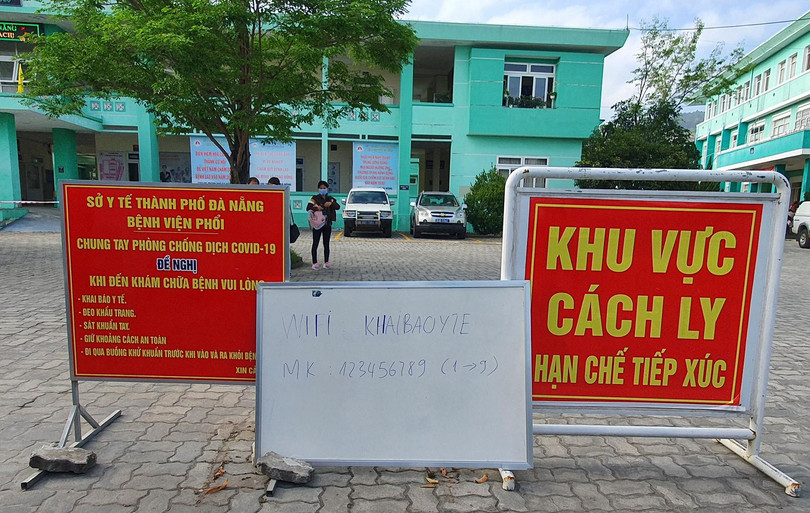 SỞ Y TẾ THÀNH PHỐ ĐÀ NẴNG
BỆNH VIỆN PHỔI
CHUNG TAY PHÒNG CHỐNG DỊCH COVID-19
ĐỀ NGHỊ
KHI ĐẾN KHÁM CHỮA BỆNH VUI LÒNG
- KHAI BÁO Y TẾ.
- ĐEO KHẨU TRANG.
- SÁT KHUẨN TAY.
- GIỮ KHOẢNG CÁCH AN TOÀN
- ĐI QUA BUỒNG KHỬ KHUẨN TRƯỚC KHI VÀO VÀ RA KHỎI
XIN
WIFI KHAIBAOYTE
MK : 123456789 (1→9)
KHU VỰC
CÁCH LY
HẠN CHẾ TIẾP XÚC